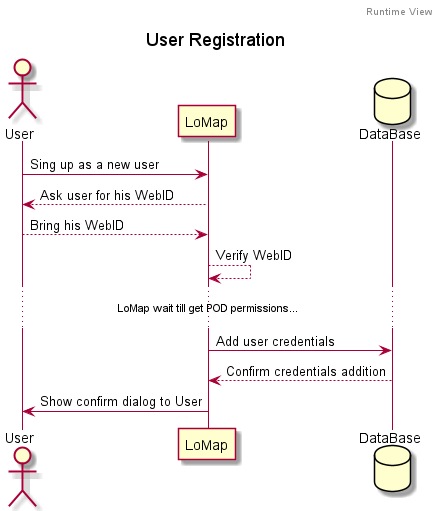 Runtime View
User Registration
User
LoMap
DataBase
Sing up as a new user
Ask user for his WebID
Bring his WebID
Verify WebID
LoMap wait till get POD permissions...
Add user credentials
Confirm credentials addition
Show confirm dialog to User
User
LoMap
DataBase